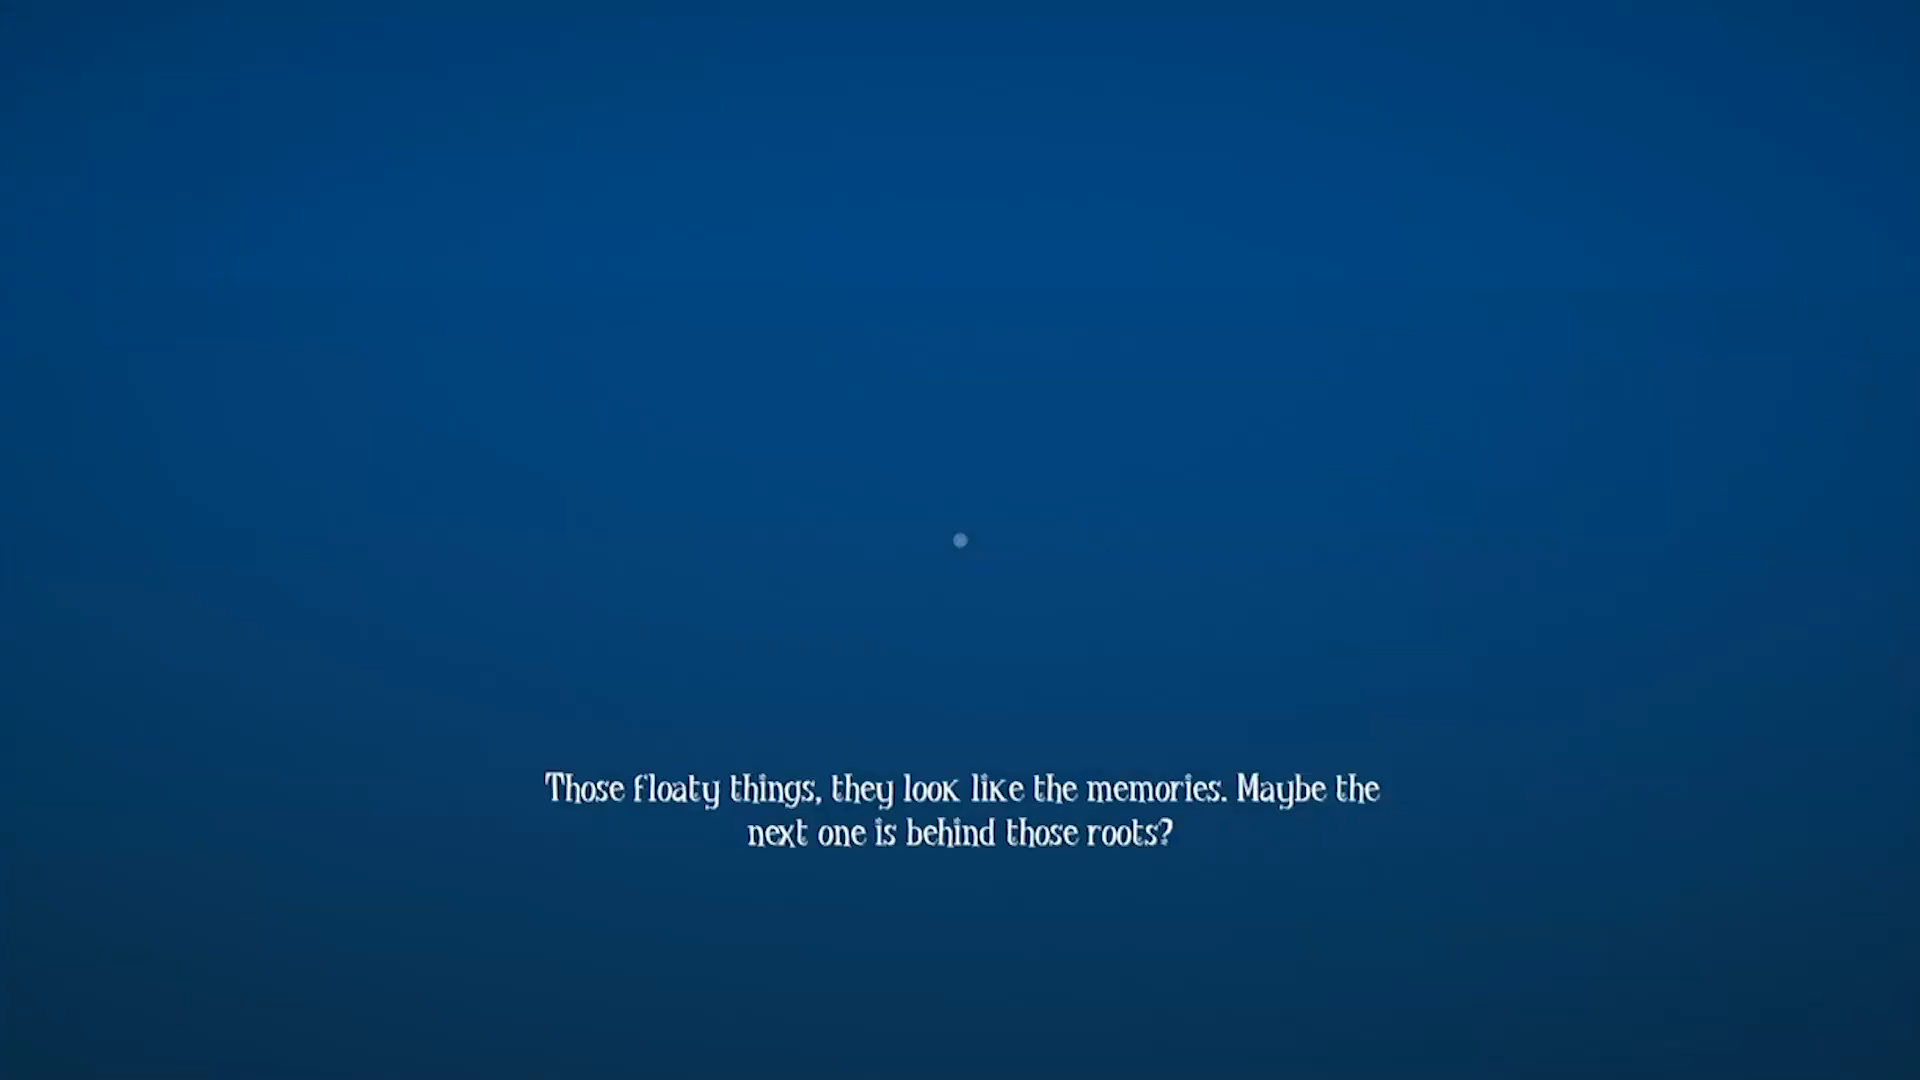 Those floaty things, they look like the memories. Maybe the
next one is behind those roots?